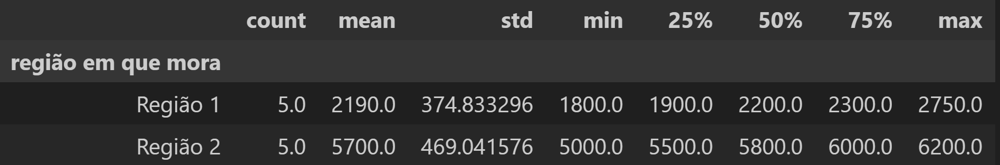 count mean std min 25% 50% 75% max
região em que mora
Região 1 5.0 2190.0 374.833296 1800.0 1900.0 2200.0 2300.0 2750.0
Região 2 5.0 5700.0 469.041576 5000.0 5500.0 5800.0 6000.0 6200.0